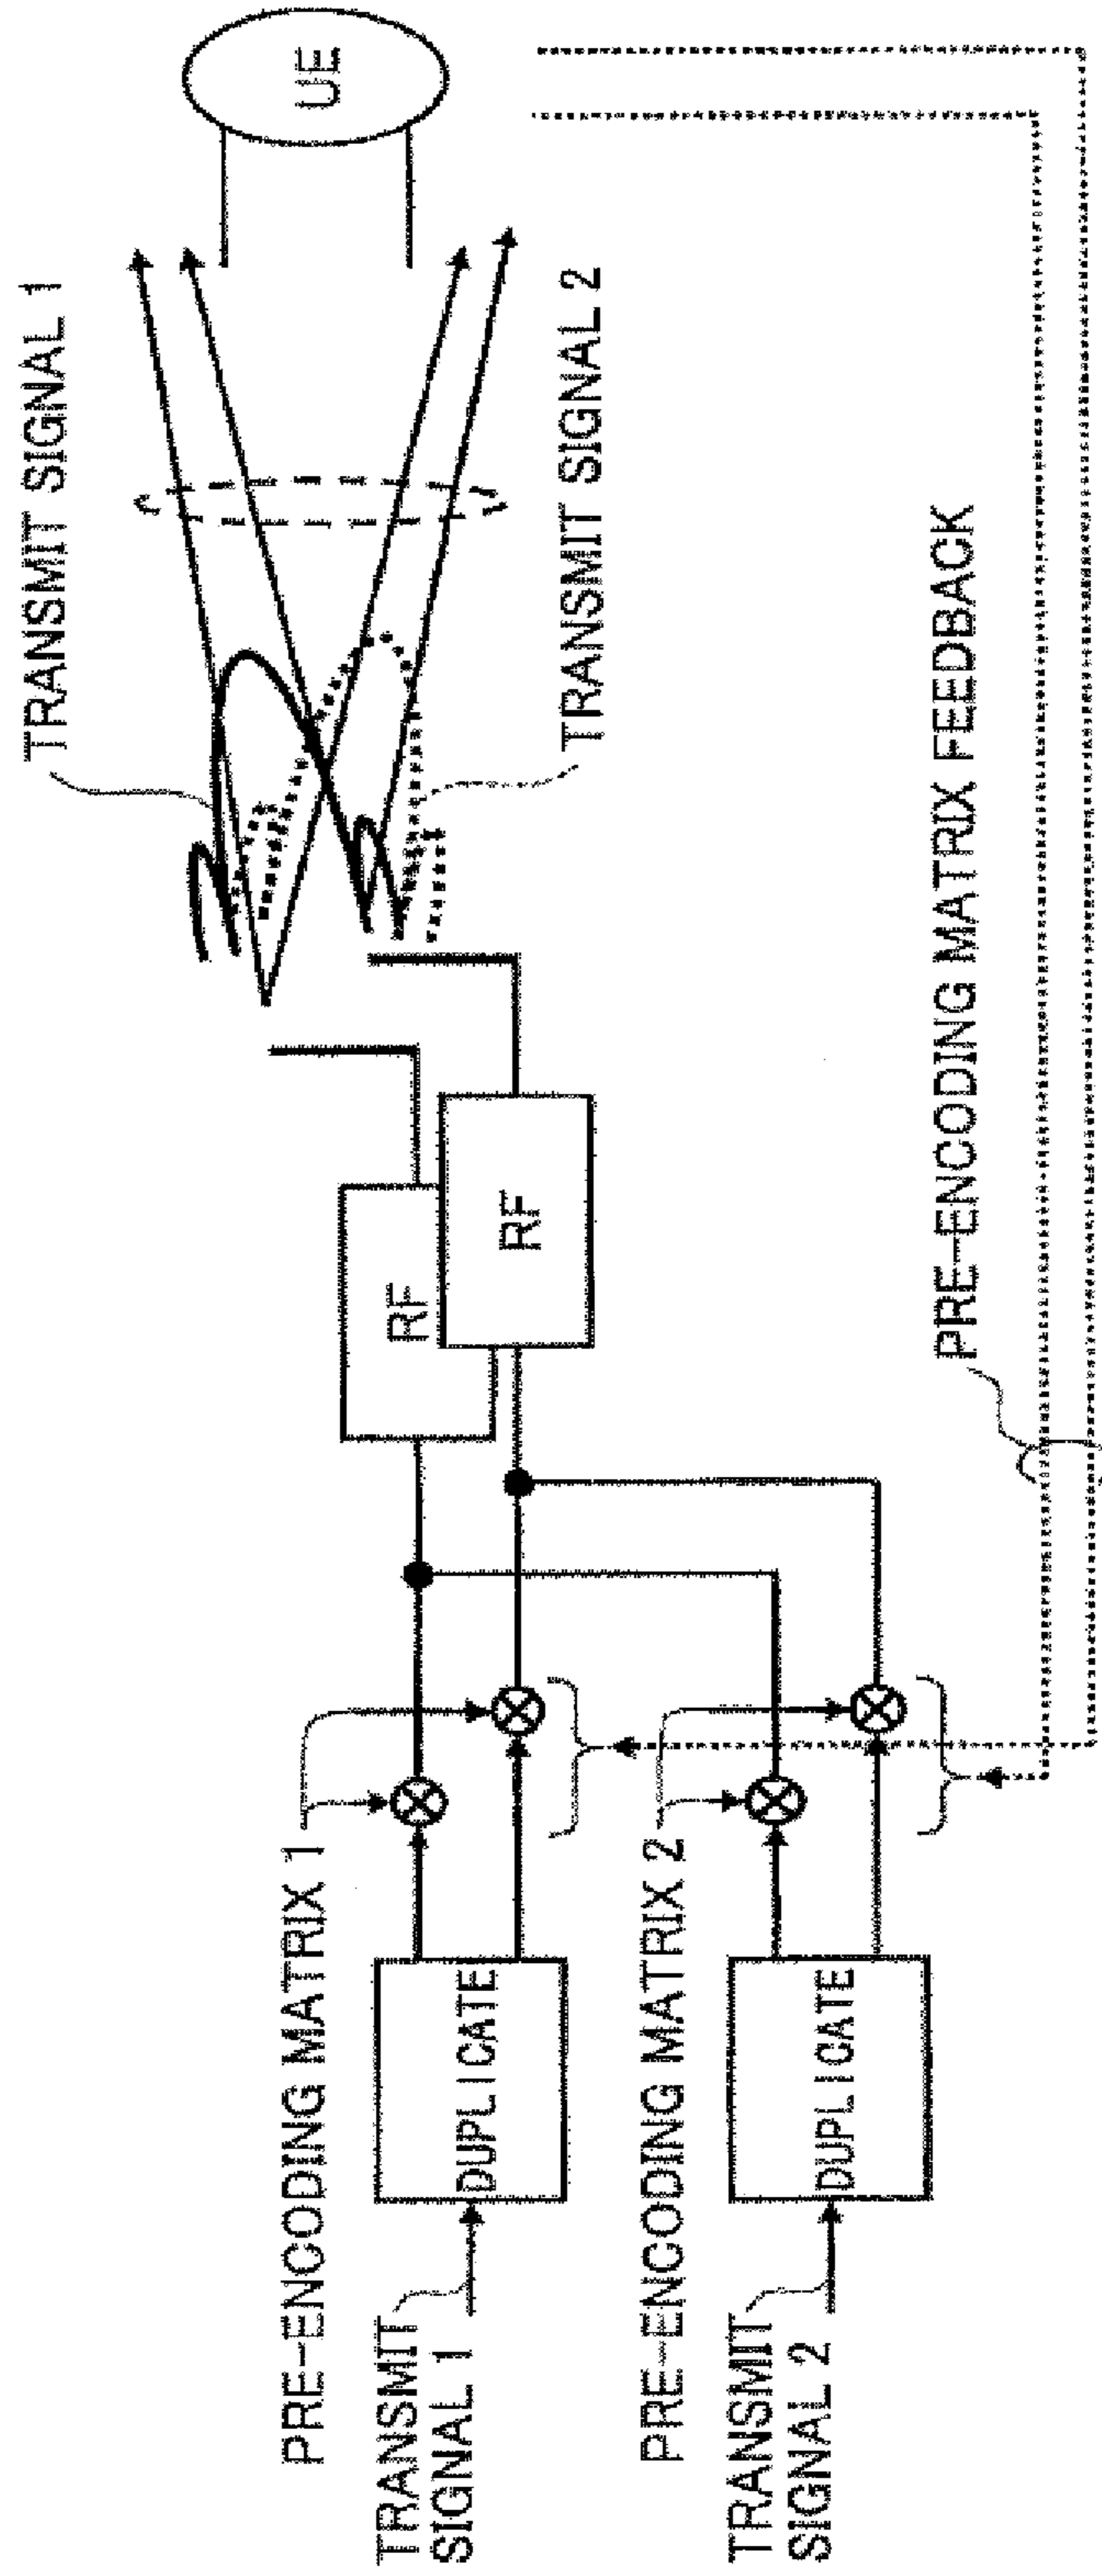 TRANSMIT SIGNAL 1
UE
TRANSMIT SIGNAL 2
RF
RF
PRE-ENCODING MATRIX FEEDBACK
PRE-ENCODING MATRIX 1
DUPLICATE
TRANSMIT
SIGNAL 1
PRE-ENCODING MATRIX 2
DUPLICATE
TRANSMIT
SIGNAL 2